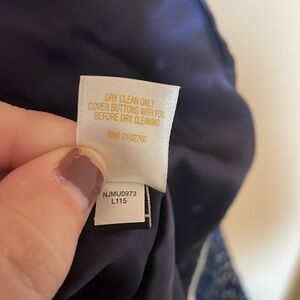 DRY CLEAN ONLY
COVER BUTTONS WITH FOIL
BEFORE DRY CLEANING
RN# 0102760
NJMU0973
L115